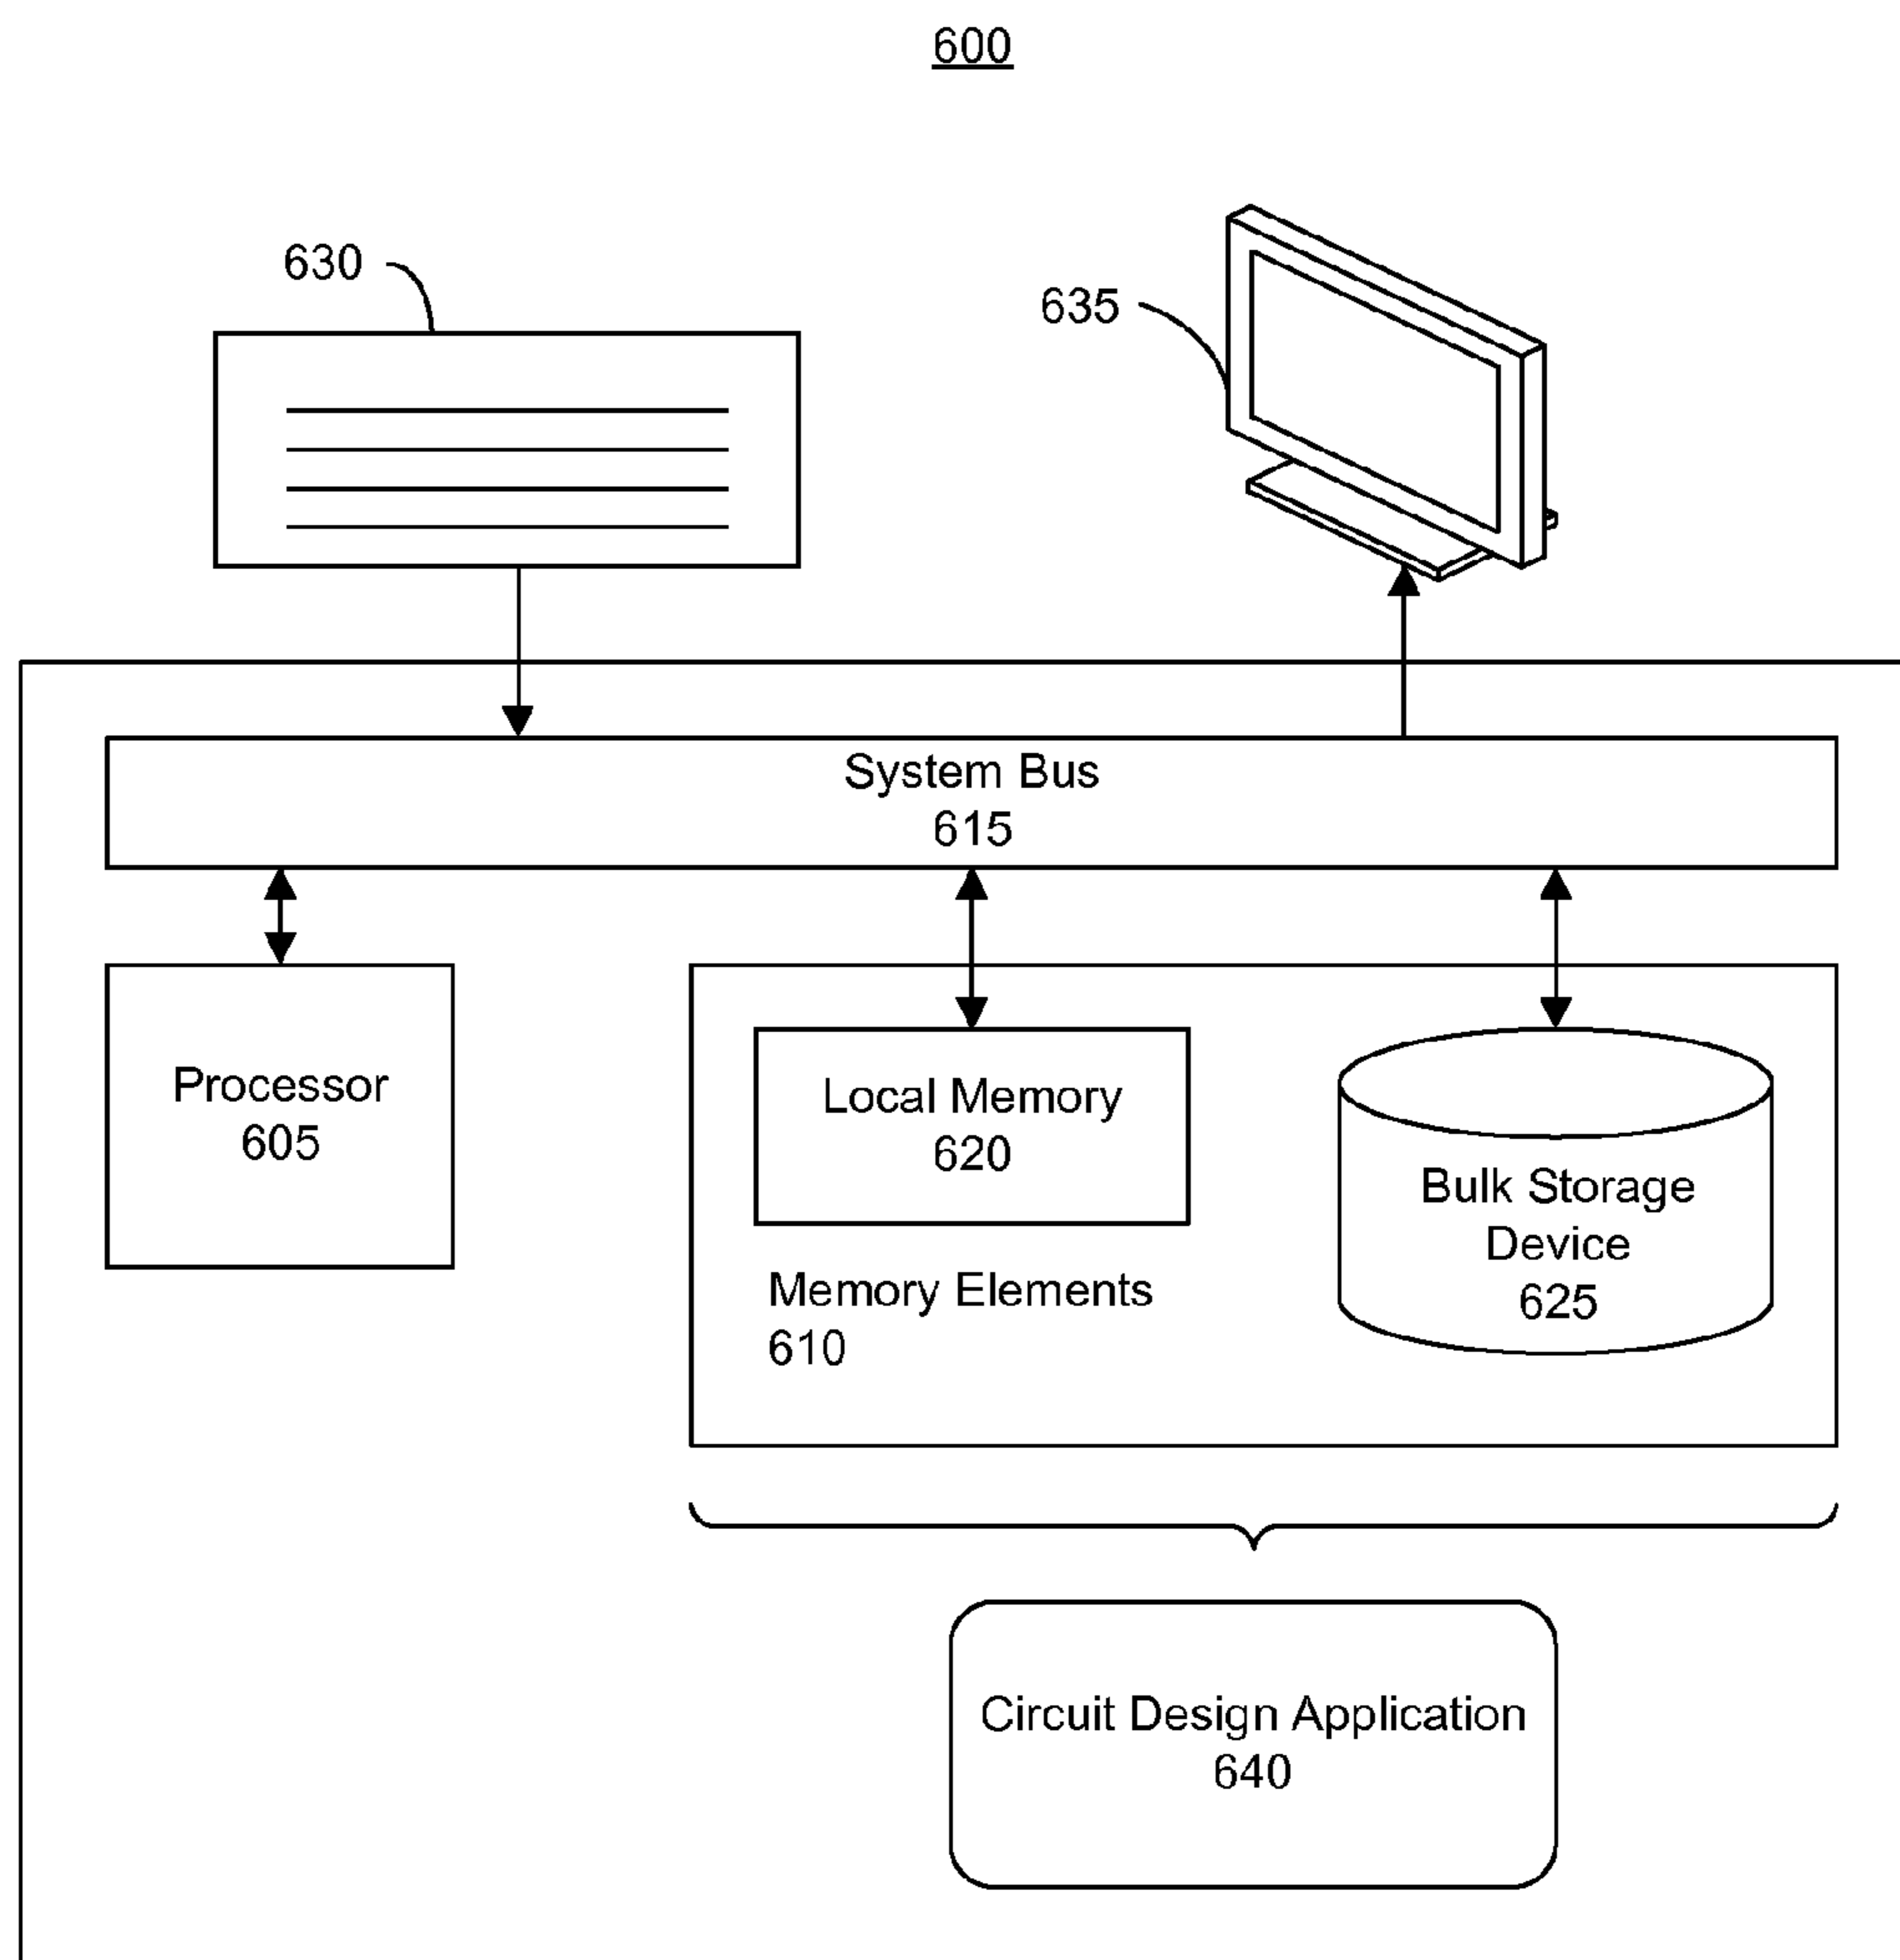 600
630
635
System Bus
615
Processor
605
Local Memory
620
Memory Elements
610
Bulk Storage
Device
625
Circuit Design Application
640